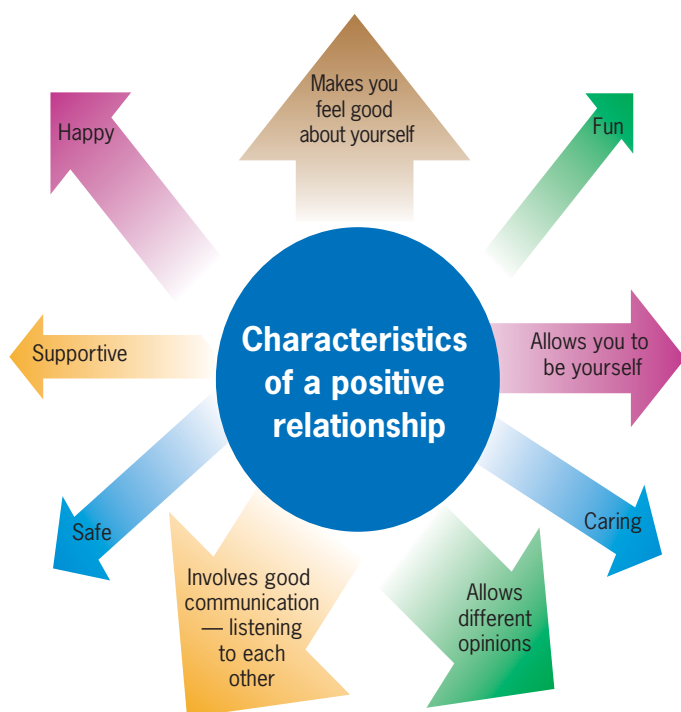 Makes you
feel good
about yourself
Fun
Allows you to
be yourself
Caring
Allows
different
opinions
Involves good
communication
— listening
to each
other
Safe
Supportive
Happy
Characteristics
of a positive
relationship